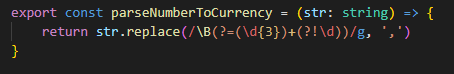 export const parseNumberToCurrency = (str: string) => {
    return str.replace(/\B(?=(\d{3})+(?!\d))/g, ',')
}